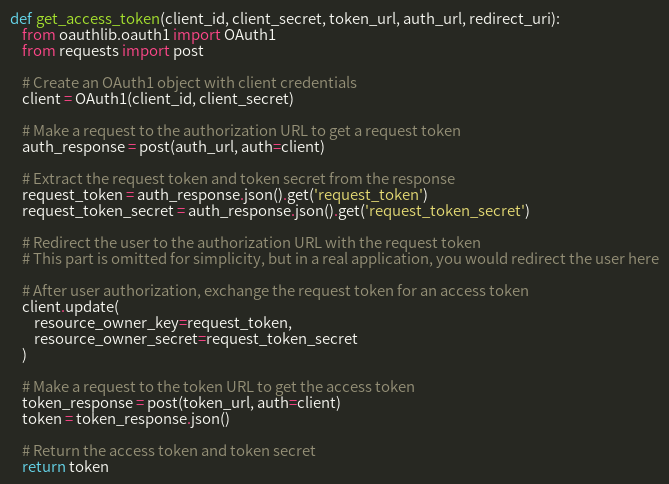 def get_access_token(client_id, client_secret, token_url, auth_url, redirect_uri):
from oauthlib.oauth1 import OAuth1
from requests import post
# Create an OAuth1 object with client credentials
client = OAuth1(client_id, client_secret)
# Make a request to the authorization URL to get a request token
auth_response = post(auth_url, auth=client)
# Extract the request token and token secret from the response
request_token = auth_response.json().get('request_token')
request_token_secret = auth_response.json().get('request_token_secret')
# Redirect the user to the authorization URL with the request token
# This part is omitted for simplicity, but in a real application, you would redirect the user here
# After user authorization, exchange the request token for an access token
client.update(
resource_owner_key=request_token,
resource_owner_secret=request_token_secret
)
# Make a request to the token URL to get the access token
token_response = post(token_url, auth=client)
token = token_response.json()
# Return the access token and token secret
return token